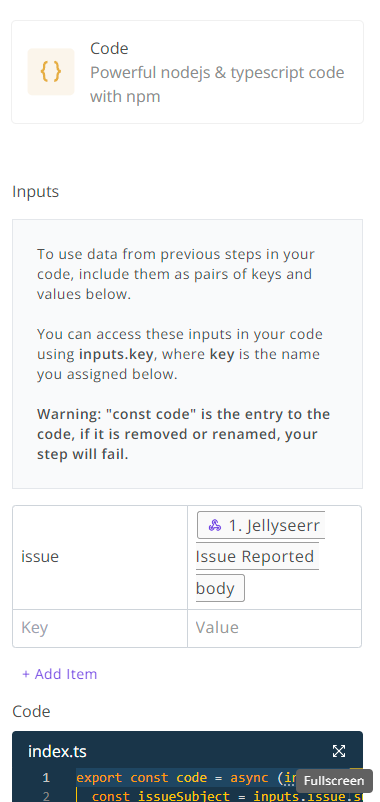 Code
Powerful nodejs & typescript code
with npm
Inputs
To use data from previous steps in your
code, include them as pairs of keys and
values below.
You can access these inputs in your code
using inputs.key, where key is the name
you assigned below.
Warning: "const code" is the entry to the
code, if it is removed or renamed, your
step will fail.
issue
1. Jellyseerr
Issue Reported
body
Key
Value
+ Add Item
Code
index.ts
1 export const code = async (
Fullscreen
2 const issueSubject = inputs.issue.